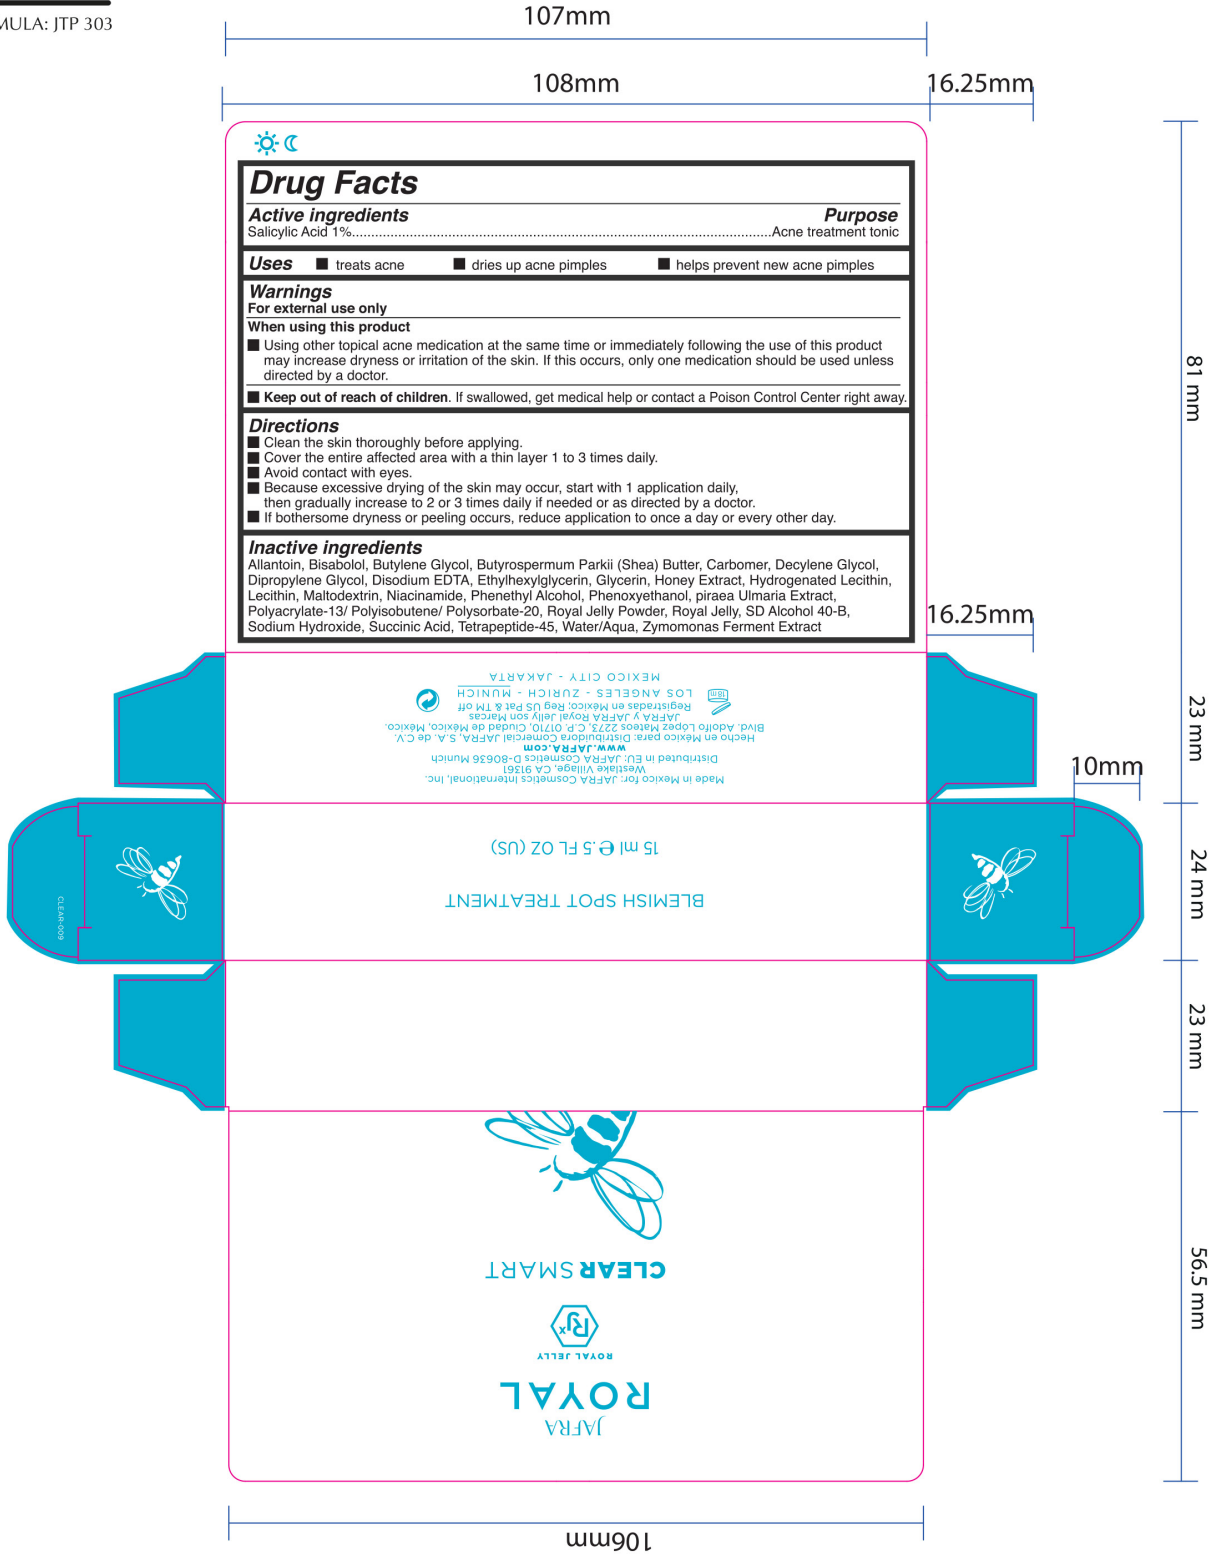 MULA: JTP 303
107mm
108mm
16.25mm
Drug Facts
Active ingredients Purpose
Salicylic Acid 1%.............................................................................................................Acne treatment tonic
Uses ■ treats acne ■ dries up acne pimples ■ helps prevent new acne pimples
Warnings
For external use only
When using this product
■ Using other topical acne medication at the same time or immediately following the use of this product
may increase dryness or irritation of the skin. If this occurs, only one medication should be used unless
directed by a doctor.
■ Keep out of reach of children. If swallowed, get medical help or contact a Poison Control Center right away.
Directions
■ Clean the skin thoroughly before applying.
■ Cover the entire affected area with a thin layer 1 to 3 times daily.
■ Avoid contact with eyes.
■ Because excessive drying of the skin may occur, start with 1 application daily,
then gradually increase to 2 or 3 times daily if needed or as directed by a doctor.
■ If bothersome dryness or peeling occurs, reduce application to once a day or every other day.
Inactive ingredients
Allantoin, Bisabolol, Butylene Glycol, Butyrospermum Parkii (Shea) Butter, Carbomer, Decylene Glycol,
Dipropylene Glycol, Disodium EDTA, Ethylhexylglycerin, Glycerin, Honey Extract, Hydrogenated Lecithin,
Lecithin, Maltodextrin, Niacinamide, Phenethyl Alcohol, Phenoxyethanol, piraea Ulmaria Extract,
Polyacrylate-13/ Polyisobutene/ Polysorbate-20, Royal Jelly Powder, Royal Jelly, SD Alcohol 40-B,
Sodium Hydroxide, Succinic Acid, Tetrapeptide-45, Water/Aqua, Zymomonas Ferment Extract
81 mm
16.25mm
Made in Mexico for: JAFRA Cosmetics International, Inc.
Westlake Village, CA 91361
Distributed in EU: JAFRA Cosmetics D-80636 Munich
www.JAFRA.com
Hecho en México para: Distribuidora Comercial JAFRA, S.A. de C.V.
Blvd. Adolfo López Mateos 2273, C.P. 01710, Ciudad de México, México.
JAFRA y JAFRA Royal Jelly son Marcas
Registradas en México; Reg US Pat & TM off
LOS ANGELES - ZURICH - MUNICH
MEXICO CITY - JAKARTA
18m
23 mm
10mm
BLEMISH SPOT TREATMENT
15 ml ℮ .5 FL OZ (US)
CLEAR-009
24 mm
23 mm
JAFRA
ROYAL
ROYAL JELLY
RJx
CLEAR SMART
56.5 mm
106mm